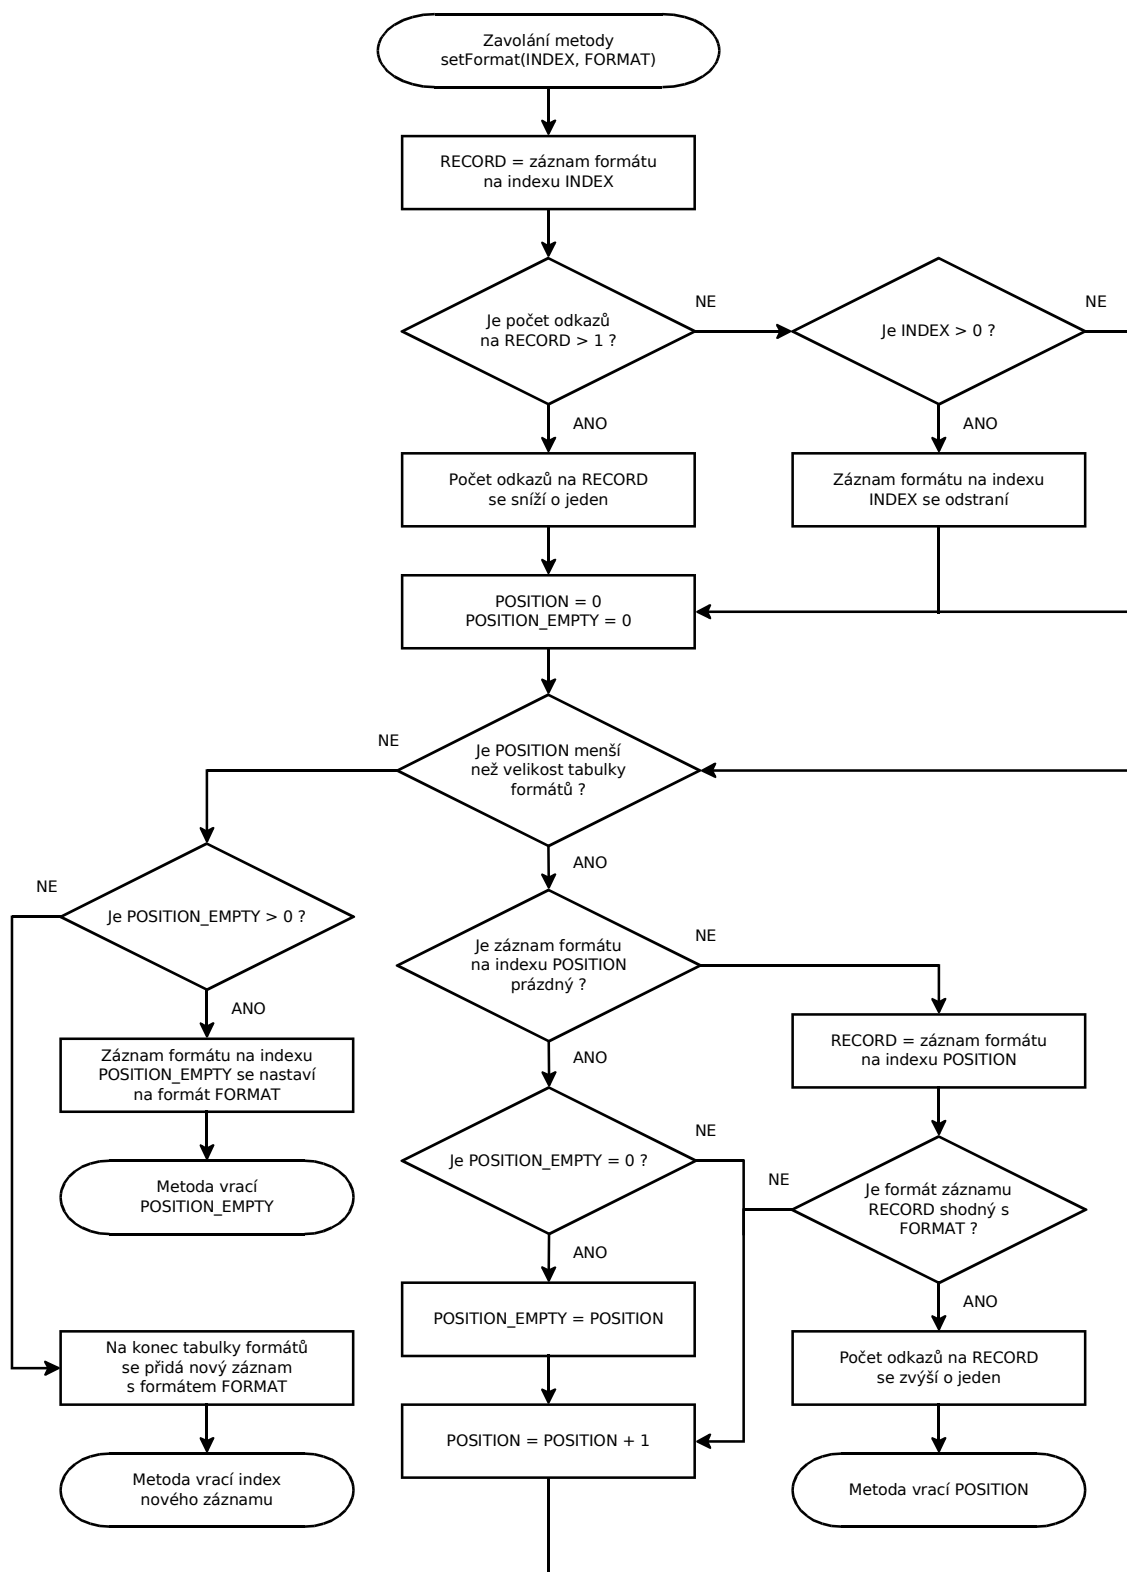 Zavolání metody
setFormat(INDEX, FORMAT)
RECORD = záznam formátu
na indexu INDEX
Je počet odkazů
na RECORD > 1 ?
NE
Je INDEX > 0 ?
NE
ANO
ANO
Počet odkazů na RECORD
se sníží o jeden
Záznam formátu na indexu
INDEX se odstraní
POSITION = 0
POSITION_EMPTY = 0
NE
Je POSITION menší
než velikost tabulky
formátů ?
ANO
NE
Je POSITION_EMPTY > 0 ?
Je záznam formátu
na indexu POSITION
prázdný ?
NE
ANO
Záznam formátu na indexu
POSITION_EMPTY se nastaví
na formát FORMAT
RECORD = záznam formátu
na indexu POSITION
ANO
Metoda vrací
POSITION_EMPTY
Je POSITION_EMPTY = 0 ?
NE
NE
Je formát záznamu
RECORD shodný s
FORMAT ?
ANO
ANO
POSITION_EMPTY = POSITION
Na konec tabulky formátů
se přidá nový záznam
s formátem FORMAT
Počet odkazů na RECORD
se zvýší o jeden
POSITION = POSITION + 1
Metoda vrací index
nového záznamu
Metoda vrací POSITION